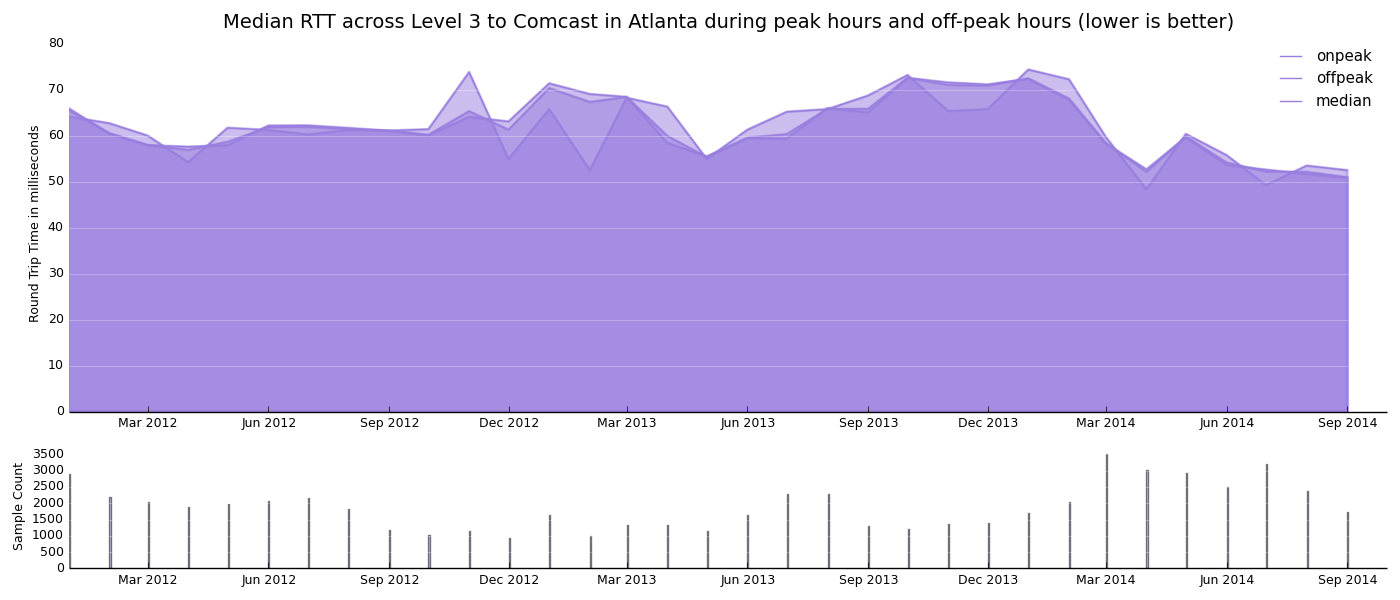 Median RTT across Level 3 to Comcast in Atlanta during peak hours and off-peak hours (lower is better)
80
70
60
50
40
30
20
10
0
Round Trip Time in milliseconds
onpeak
offpeak
median
Mar 2012 Jun 2012 Sep 2012 Dec 2012 Mar 2013 Jun 2013 Sep 2013 Dec 2013 Mar 2014 Jun 2014 Sep 2014
3500
3000
2500
2000
1500
1000
500
0
Sample Count
Mar 2012 Jun 2012 Sep 2012 Dec 2012 Mar 2013 Jun 2013 Sep 2013 Dec 2013 Mar 2014 Jun 2014 Sep 2014